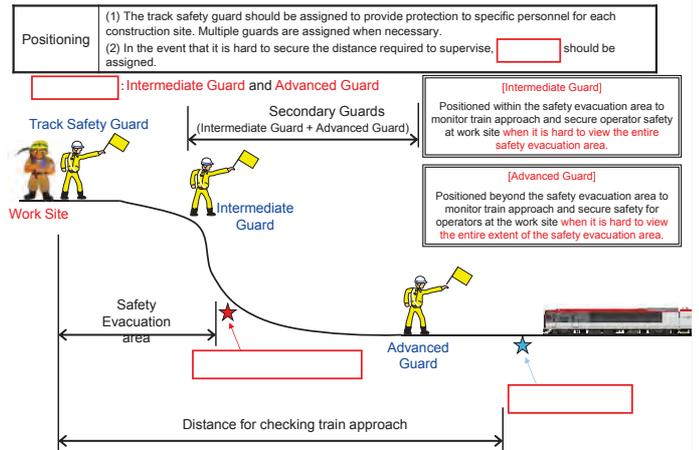 Positioning
(1) The track safety guard should be assigned to provide protection to specific personnel for each
construction site. Multiple guards are assigned when necessary.
(2) In the event that it is hard to secure the distance required to supervise, should be
assigned.
: Intermediate Guard and Advanced Guard
[Intermediate Guard]
Positioned within the safety evacuation area to
monitor train approach and secure operator safety
at work site when it is hard to view the entire
safety evacuation area.
Secondary Guards
(Intermediate Guard + Advanced Guard)
Track Safety Guard
[Advanced Guard]
Positioned beyond the safety evacuation area to
monitor train approach and secure safety for
operators at the work site when it is hard to view
the entire extent of the safety evacuation area.
Work Site
Intermediate
Guard
Safety
Evacuation
area
Advanced
Guard
Distance for checking train approach